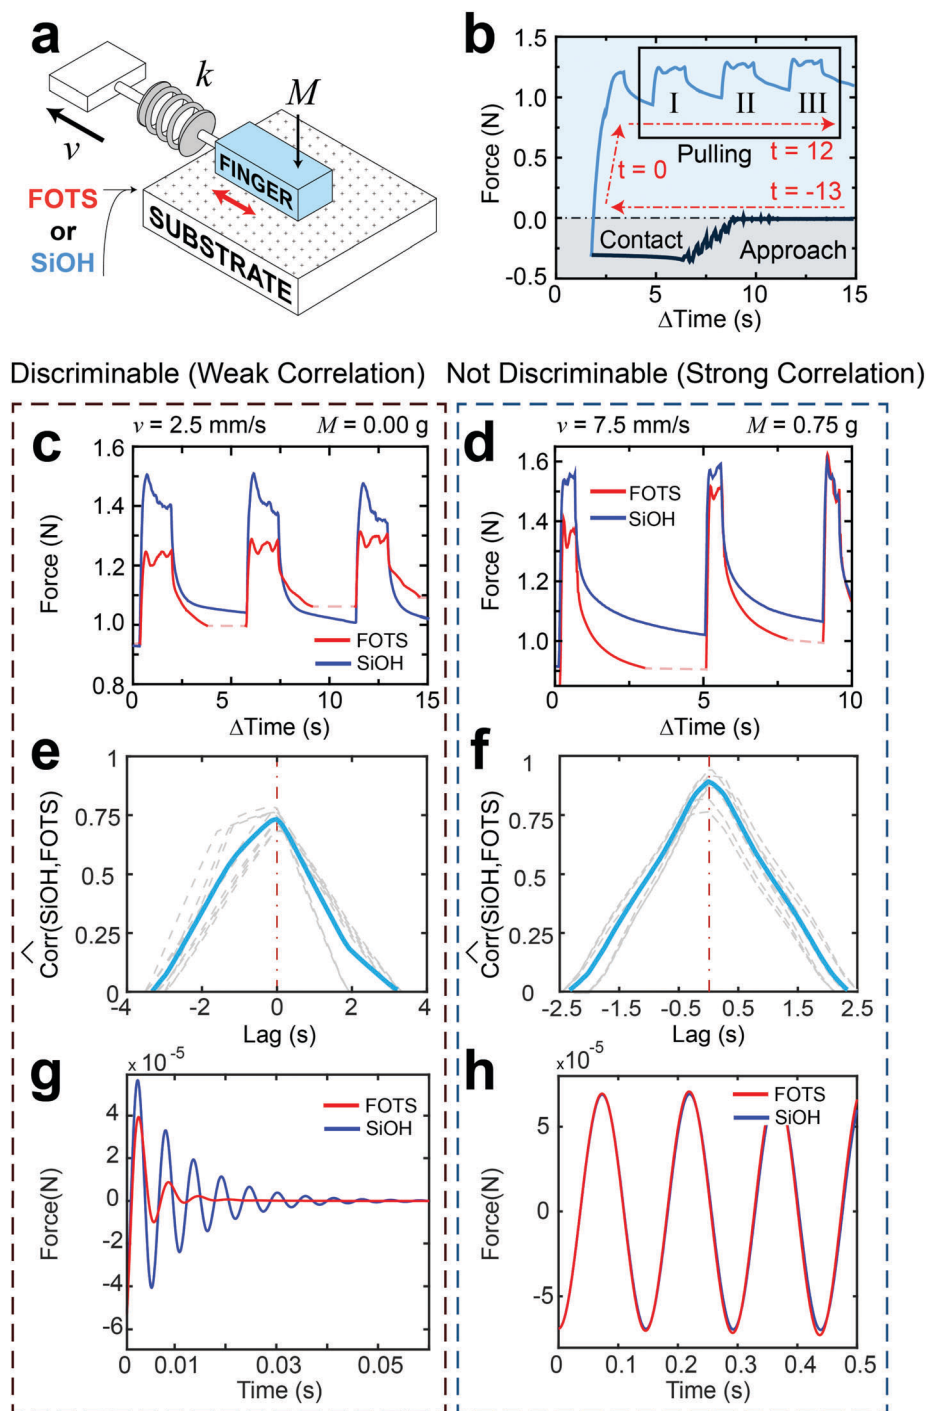 a
k
M
v
FINGER
FOTS
or
SiOH
SUBSTRATE
b
Force (N)
1.5
1.0
0.5
0.0
-0.5
I II III
Pulling
t = 0
t = 12
t = -13
Contact
Approach
0 5 10 15
ΔTime (s)
Discriminable (Weak Correlation)
Not Discriminable (Strong Correlation)
c
v = 2.5 mm/s M = 0.00 g
Force (N)
1.6
1.4
1.2
1.0
0.8
FOTS
SiOH
0 5 10 15
ΔTime (s)
d
v = 7.5 mm/s M = 0.75 g
Force (N)
1.6
1.4
1.2
1.0
FOTS
SiOH
0 5 10
ΔTime (s)
e
Ĉorr(SiOH,FOTS)
1
0.75
0.5
0.25
0
-4 -2 0 2 4
Lag (s)
f
Ĉorr(SiOH,FOTS)
1
0.75
0.5
0.25
0
-2.5 -1.5 -0.5 0.5 1.5 2.5
Lag (s)
g
x 10-5
Force(N)
4
2
0
-2
-4
-6
FOTS
SiOH
0 0.01 0.03 0.05
Time (s)
h
x 10-5
Force(N)
5
0
-5
FOTS
SiOH
0 0.1 0.2 0.3 0.4 0.5
Time (s)